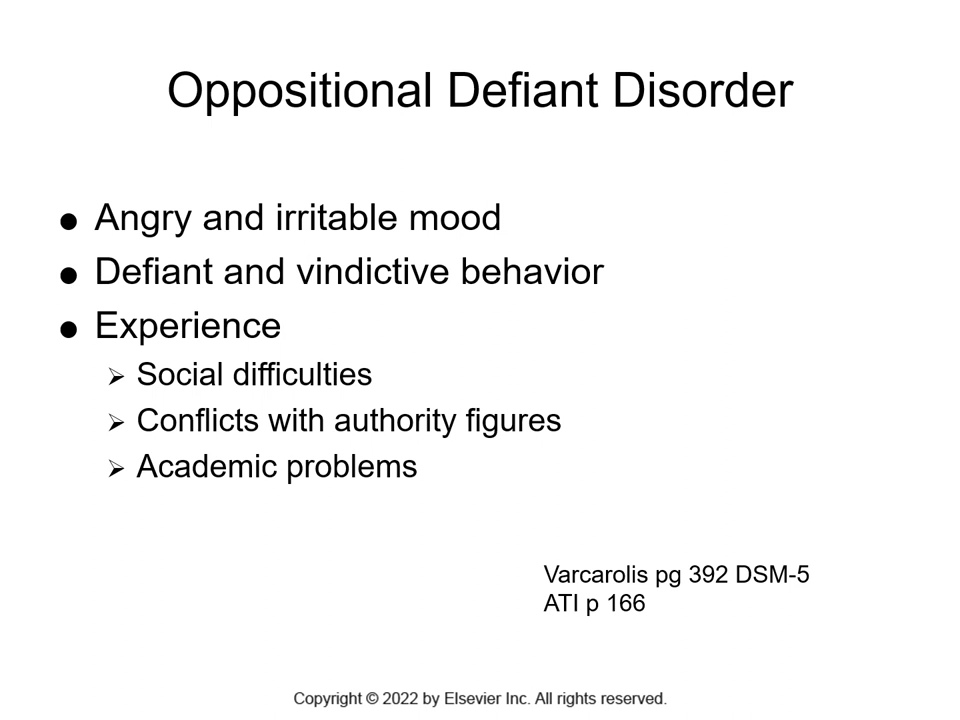 Oppositional Defiant Disorder
● Angry and irritable mood
● Defiant and vindictive behavior
● Experience
➢ Social difficulties
➢ Conflicts with authority figures
➢ Academic problems
Varcarolis pg 392 DSM-5
ATI p 166
Copyright © 2022 by Elsevier Inc. All rights reserved.